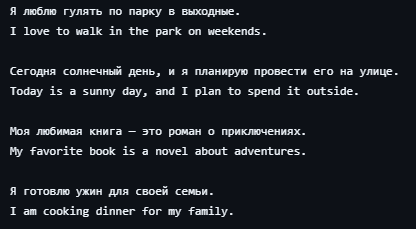 Я люблю гулять по парку в выходные.
I love to walk in the park on weekends.
Сегодня солнечный день, и я планирую провести его на улице.
Today is a sunny day, and I plan to spend it outside.
Моя любимая книга — это роман о приключениях.
My favorite book is a novel about adventures.
Я готовлю ужин для своей семьи.
I am cooking dinner for my family.